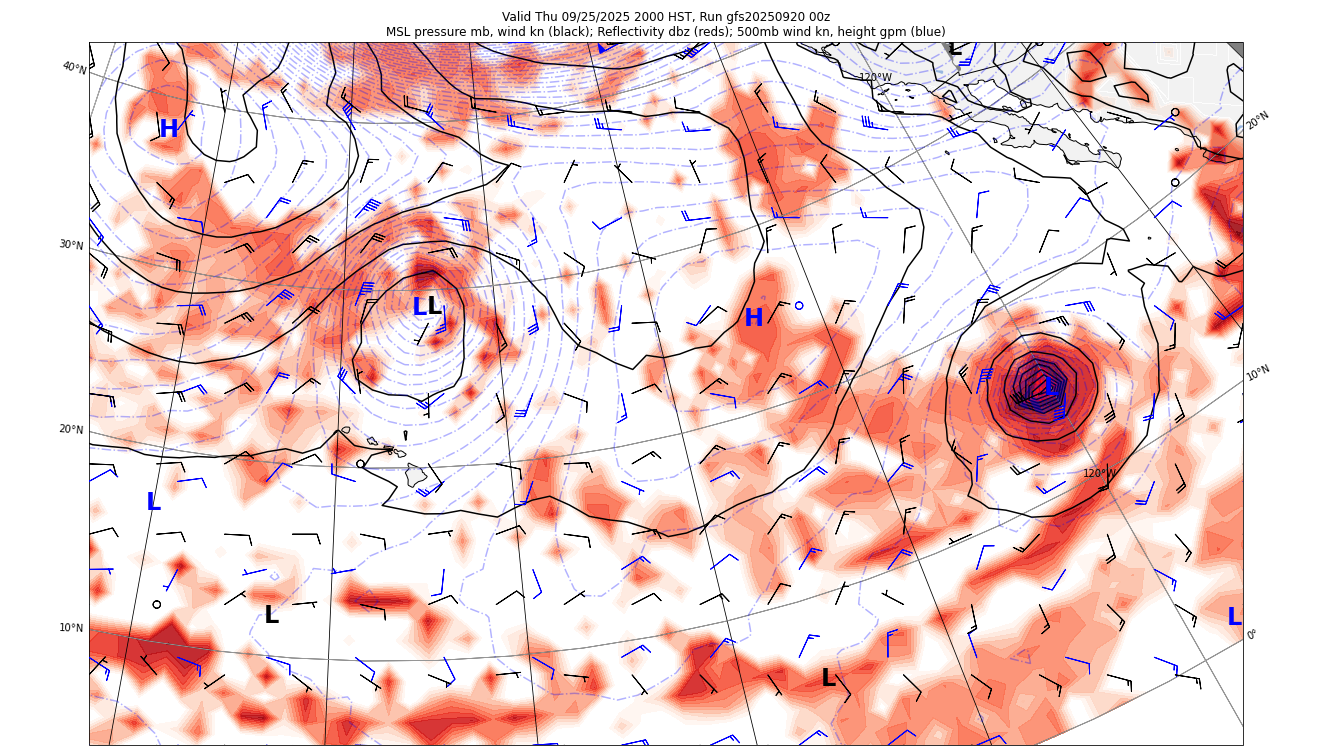 Valid Thu 09/25/2025 2000 HST, Run gfs20250920 00z
MSL pressure mb, wind kn (black); Reflectivity dbz (reds); 500mb wind kn, height gpm (blue)
L
40°N
120°W
20°N
H
30°N
L L
H
10°N
L
20°N
120°W
L
10°N
L
L
0°
L